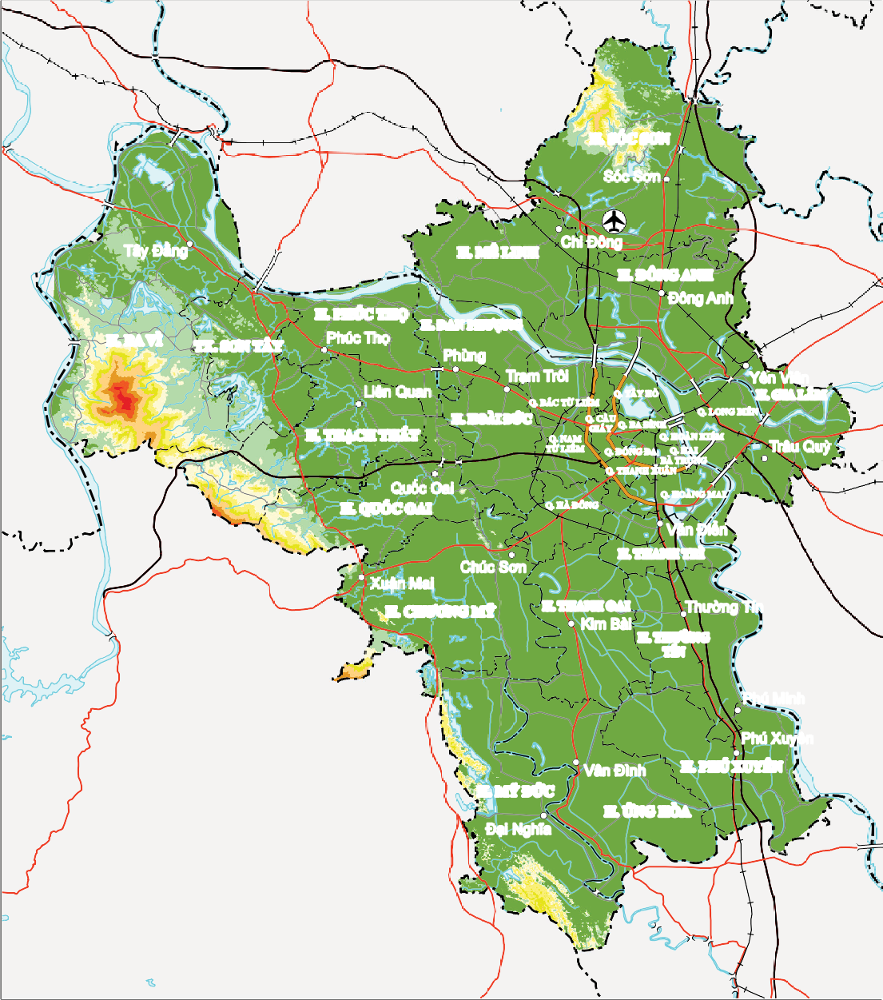 H. SÓC SƠN
Sóc Sơn
Chi Đông
Tây Đằng
H. MÊ LINH
H. ĐÔNG ANH
Đông Anh
H. PHÚC THỌ
H. ĐAN PHƯỢNG
H. BA VÌ
TX. SƠN TÂY
Phúc Thọ
Phùng
Trạm Trôi
Yên Viên
Liên Quan
Q. TÂY HỒ
H. GIA LÂM
Q. BẮC TỪ LIÊM
Q. LONG BIÊN
H. HOÀI ĐỨC
Q. CẦU
GIẤY
Q. BA ĐÌNH
H. THẠCH THẤT
Q. HOÀN KIẾM
Q. NAM
TỪ LIÊM
Q. ĐỐNG ĐA
Q. HAI
BÀ TRƯNG
Trâu Quỳ
Q. THANH XUÂN
Quốc Oai
Q. HOÀNG MAI
H. QUỐC OAI
Q. HÀ ĐÔNG
Văn Điển
H. THANH TRÌ
Chúc Sơn
Xuân Mai
H. THANH OAI
Thường Tín
H. CHƯƠNG MỸ
Kim Bài
H. THƯỜNG
TÍN
Phú Minh
Phú Xuyên
H. PHÚ XUYÊN
Vân Đình
H. MỸ ĐỨC
H. ỨNG HÒA
Đại Nghĩa